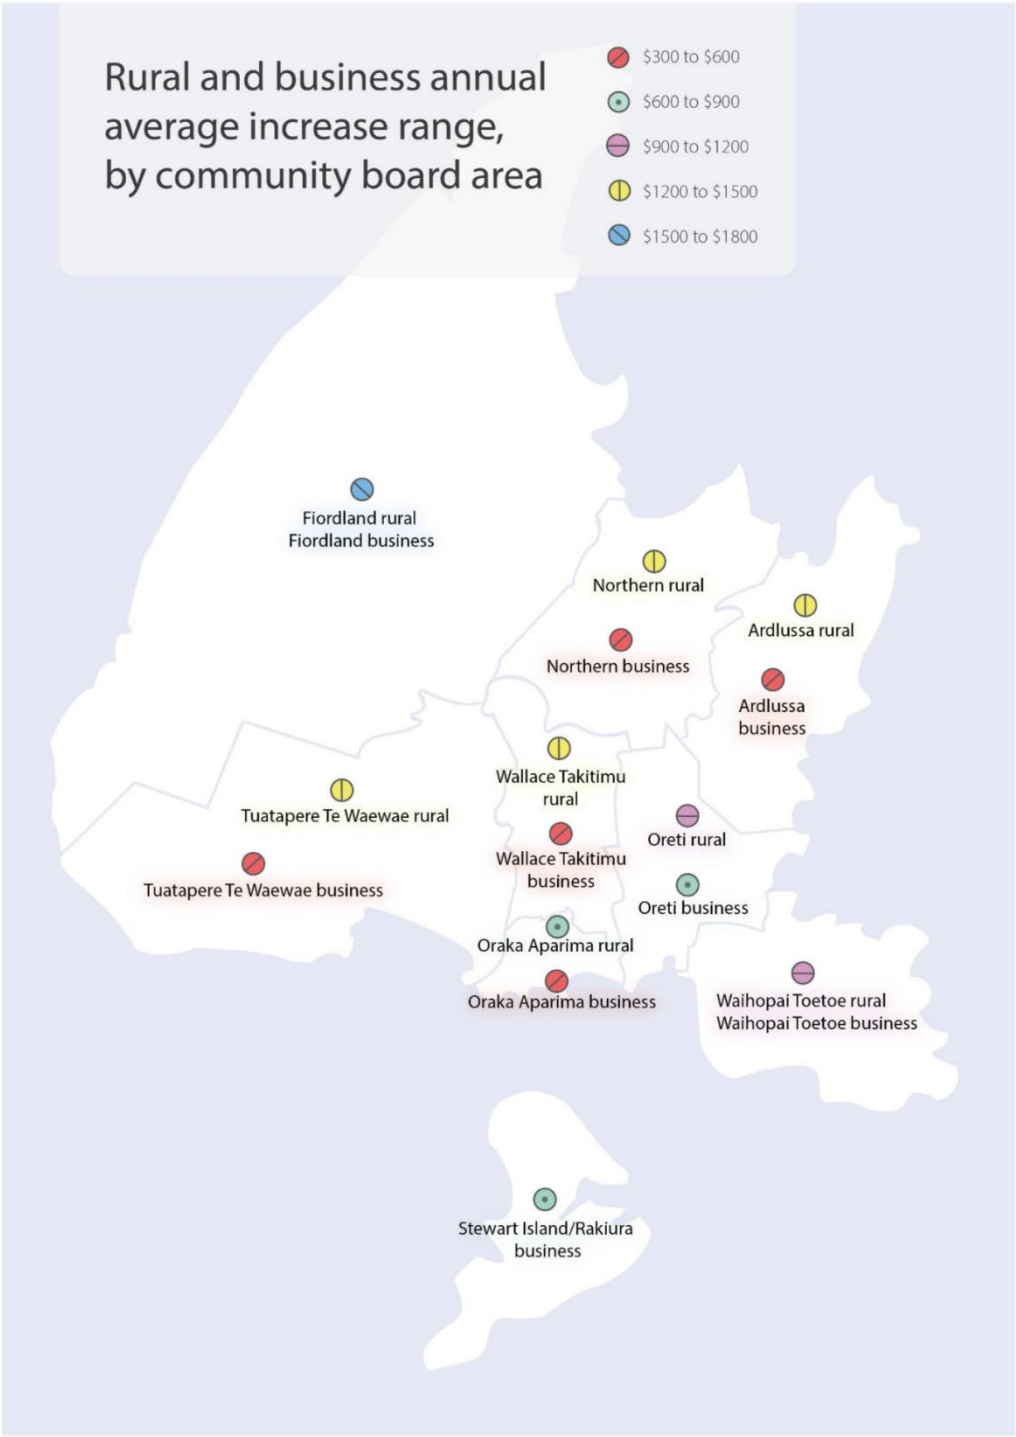 Rural and business annual
average increase range,
by community board area
$300 to $600
$600 to $900
$900 to $1200
$1200 to $1500
$1500 to $1800
Fiordland rural
Fiordland business
Northern rural
Northern business
Ardlussa rural
Ardlussa
business
Wallace Takitimu
rural
Wallace Takitimu
business
Tuatapere Te Waewae rural
Tuatapere Te Waewae business
Oreti rural
Oreti business
Oraka Aparima rural
Oraka Aparima business
Waihopai Toetoe rural
Waihopai Toetoe business
Stewart Island/Rakiura
business